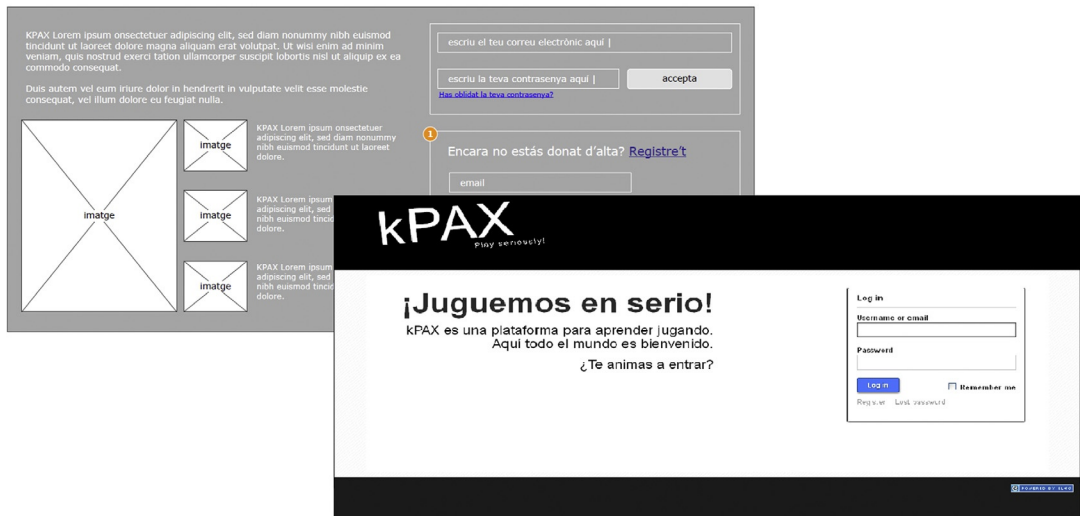 KPAX Lorem ipsum onsectetuer adipiscing elit, sed diam nonummy nibh euismod
tincidunt ut laoreet dolore magna aliquam erat volutpat. Ut wisi enim ad minim
veniam, quis nostrud exerci tation ullamcorper suscipit lobortis nisl ut aliquip ex ea
commodo consequat.
Duis autem vel eum iriure dolor in hendrerit in vulputate velit esse molestie
consequat, vel illum dolore eu feugiat nulla.
imatge
imatge
KPAX Lorem ipsum onsectetuer
adipiscing elit, sed diam nonummy
nibh euismod tincidunt ut laoreet
dolore.
imatge
KPAX Lorem ipsum
adipiscing elit, sed
nibh euismod tincid
dolore.
imatge
KPAX Lorem ipsum
adipiscing elit, sed
nibh euismod tincid
dolore.
escriu el teu correu electrònic aquí |
escriu la teva contrasenya aquí |
accepta
Has oblidat la teva contrasenya?
1
Encara no estás donat d'alta? Registre't
email
kPAX
Play seriously!
¡Juguemos en serio!
kPAX es una plataforma para aprender jugando.
Aqui todo el mundo es bienvenido.
¿Te animas a entrar?
Log in
Username or email
Password
Log in
Remember me
Register Lost password
POWERED BY ELGG